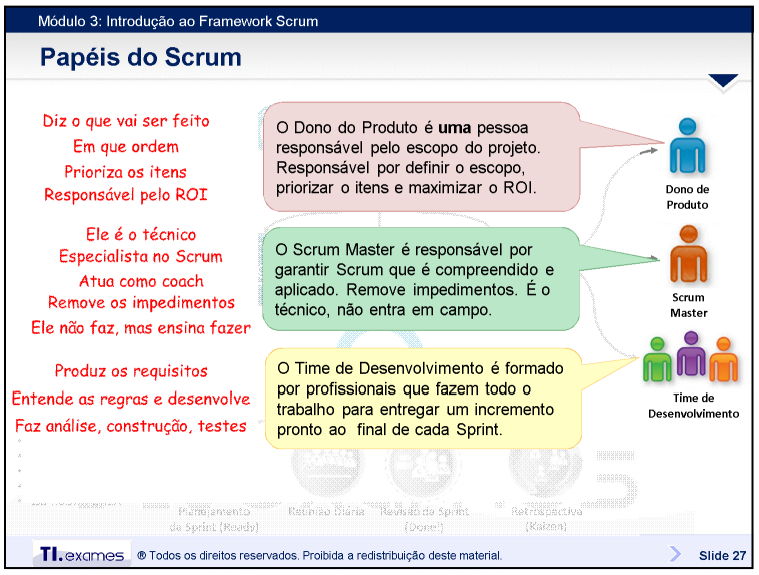 Módulo 3: Introdução ao Framework Scrum
Papéis do Scrum
Diz o que vai ser feito
Em que ordem
Prioriza os itens
Responsável pelo ROI
O Dono do Produto é uma pessoa
responsável pelo escopo do projeto.
Responsável por definir o escopo,
priorizar o itens e maximizar o ROI.
Dono de
Produto
Ele é o técnico
Especialista no Scrum
Atua como coach
Remove os impedimentos
Ele não faz, mas ensina fazer
O Scrum Master é responsável por
garantir Scrum que é compreendido e
aplicado. Remove impedimentos. É o
técnico, não entra em campo.
Scrum
Master
Produz os requisitos
Entende as regras e desenvolve
Faz análise, construção, testes
O Time de Desenvolvimento é formado
por profissionais que fazem todo o
trabalho para entregar um incremento
pronto ao final de cada Sprint.
Time de
Desenvolvimento
Planejamento
da Sprint (Ready)
Reunião Diária
Revisão da Sprint
(Done!)
Retrospectiva
(Kaizen)
TI.exames
® Todos os direitos reservados. Proibida a redistribuição deste material.
Slide 27